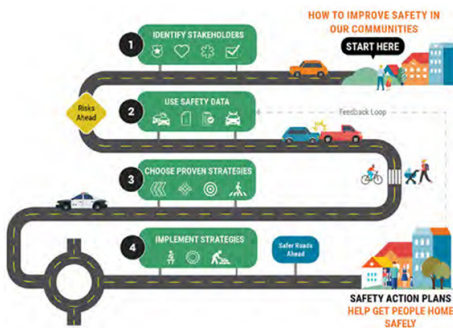 HOW TO IMPROVE SAFETY IN
OUR COMMUNITIES
START HERE
1
IDENTIFY STAKEHOLDERS
Risks
Ahead
2
USE SAFETY DATA
Feedback Loop
3
CHOOSE PROVEN STRATEGIES
4
IMPLEMENT STRATEGIES
Safer Roads
Ahead
SAFETY ACTION PLANS
HELP GET PEOPLE HOME
SAFELY